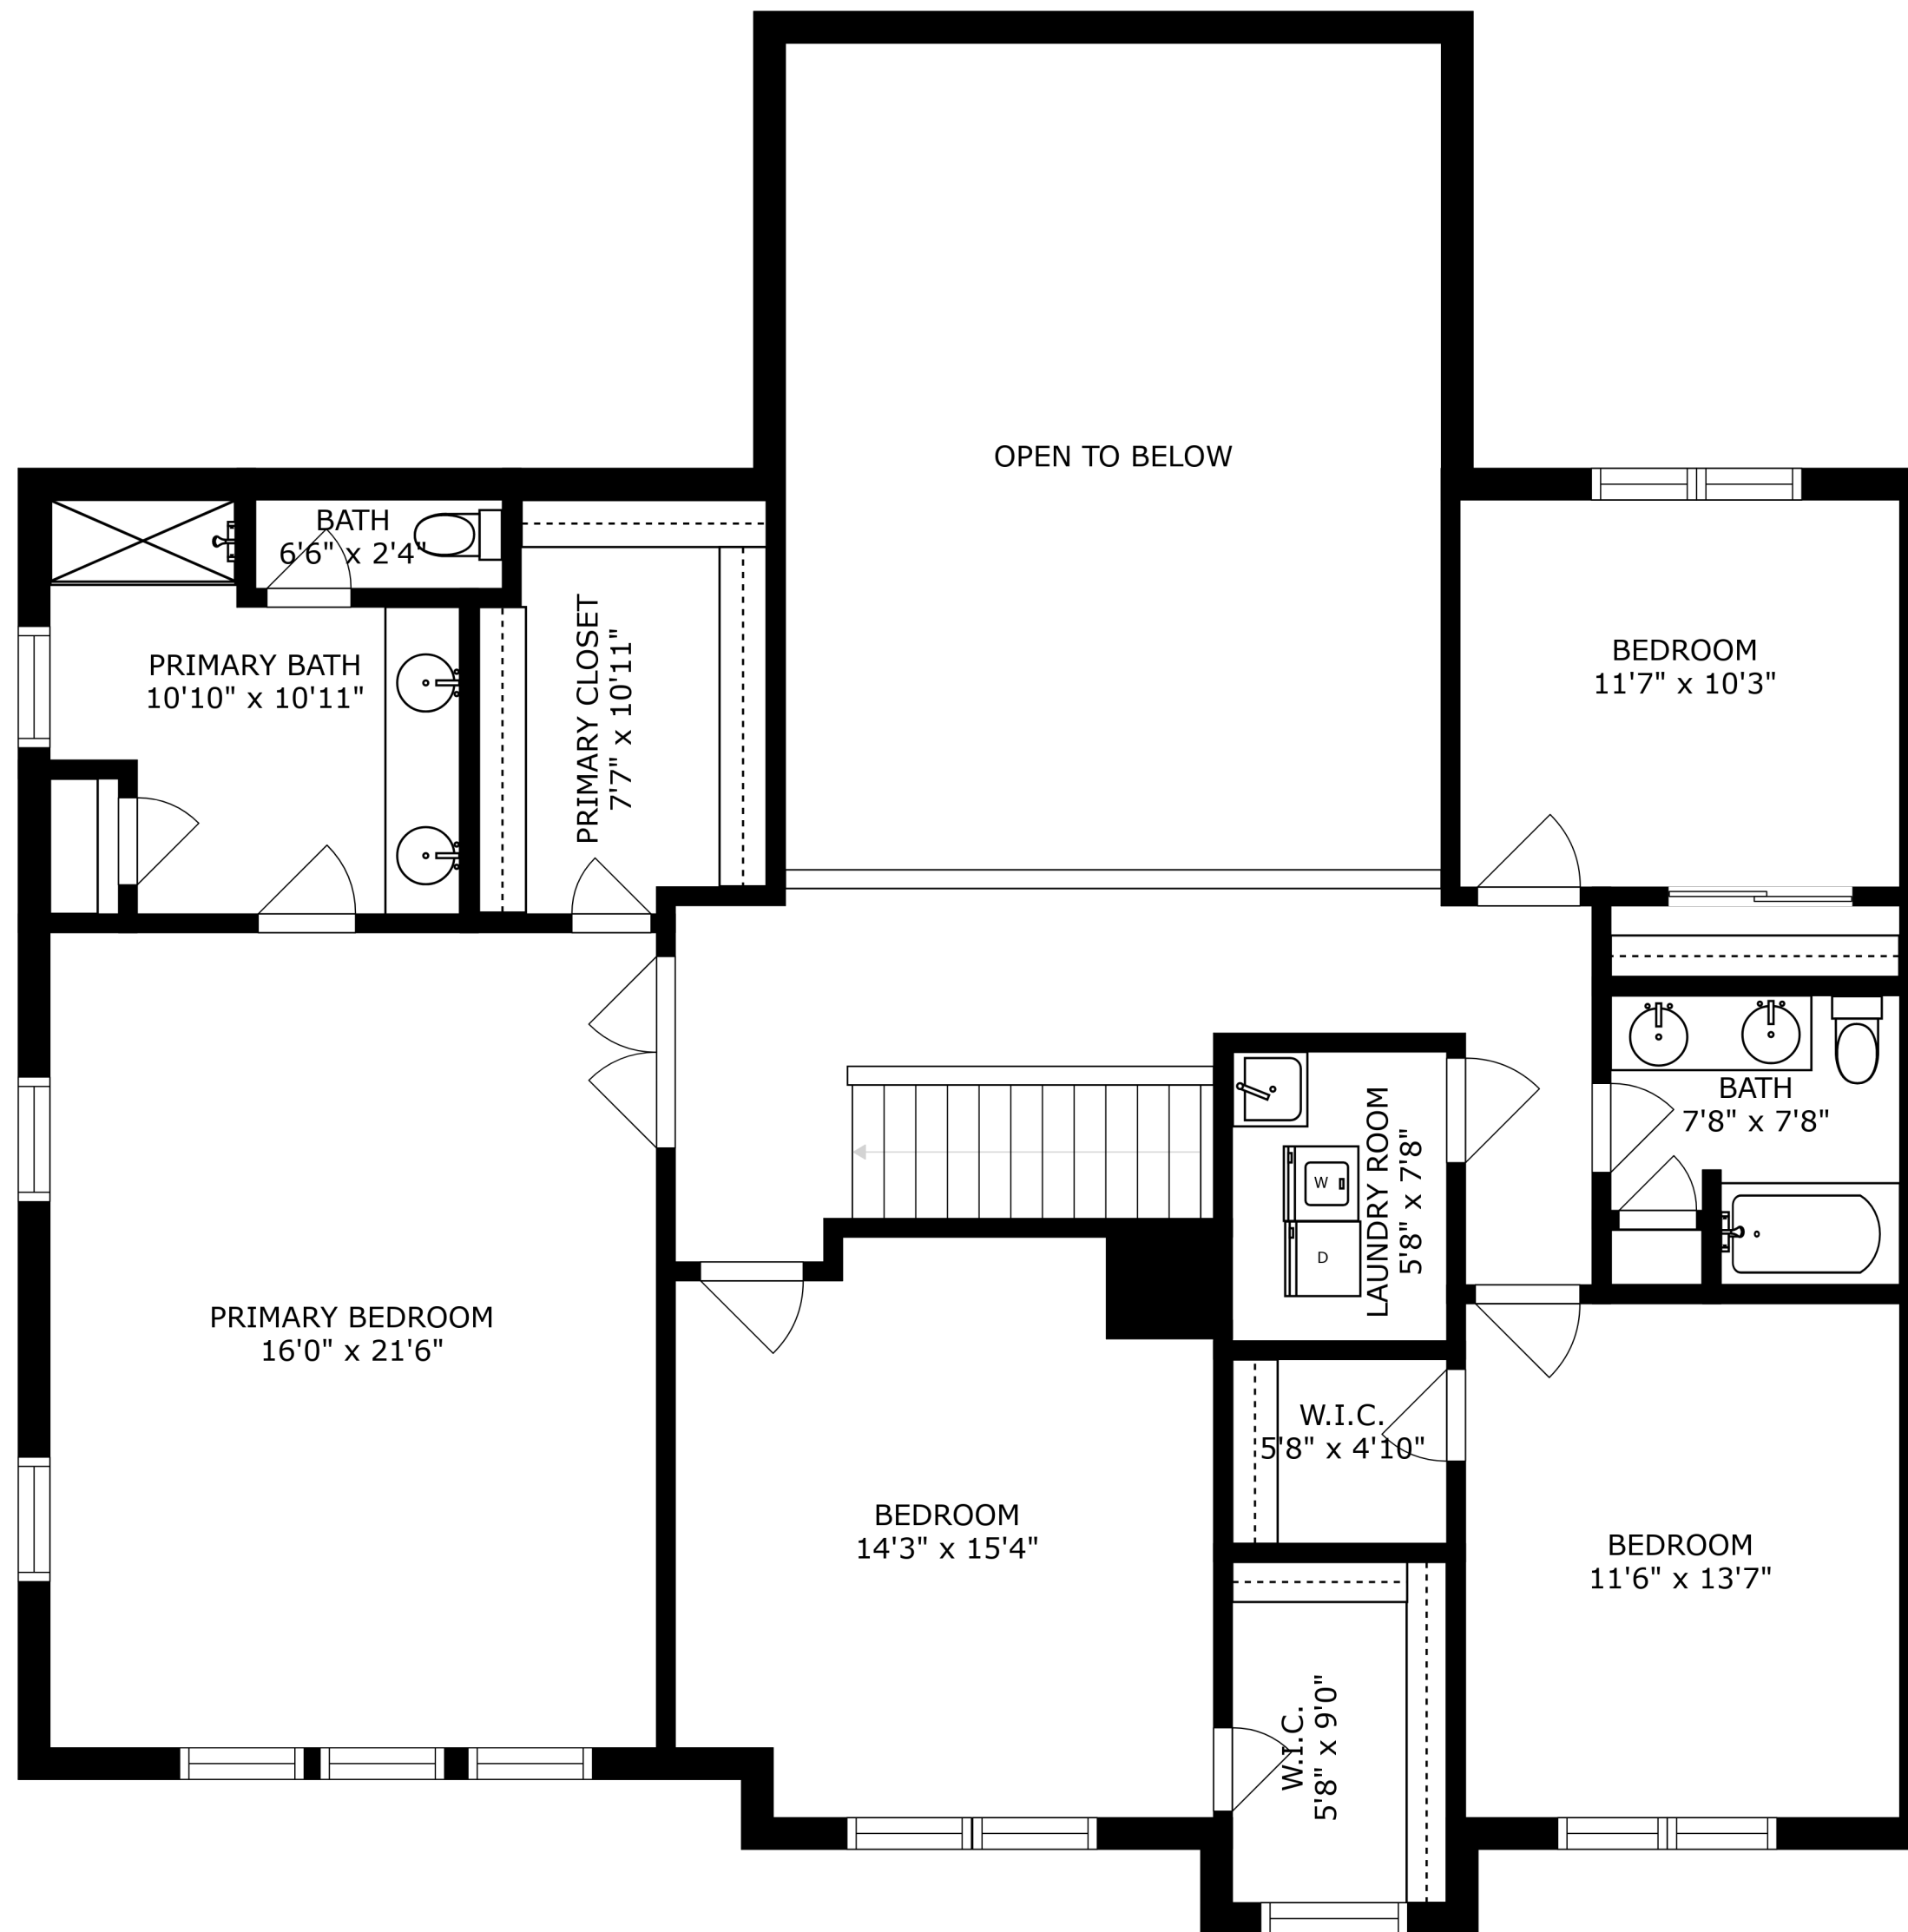 OPEN TO BELOW
BATH
6'6" x 2'4"
PRIMARY BATH
10'10" x 10'11"
PRIMARY CLOSET
7'7" x 10'11"
BEDROOM
11'7" x 10'3"
BATH
7'8" x 7'8"
LAUNDRY ROOM
5'8" x 7'8"
W
D
PRIMARY BEDROOM
16'0" x 21'6"
W.I.C.
5'8" x 4'10"
BEDROOM
14'3" x 15'4"
BEDROOM
11'6" x 13'7"
W.I.C.
5'8" x 9'0"